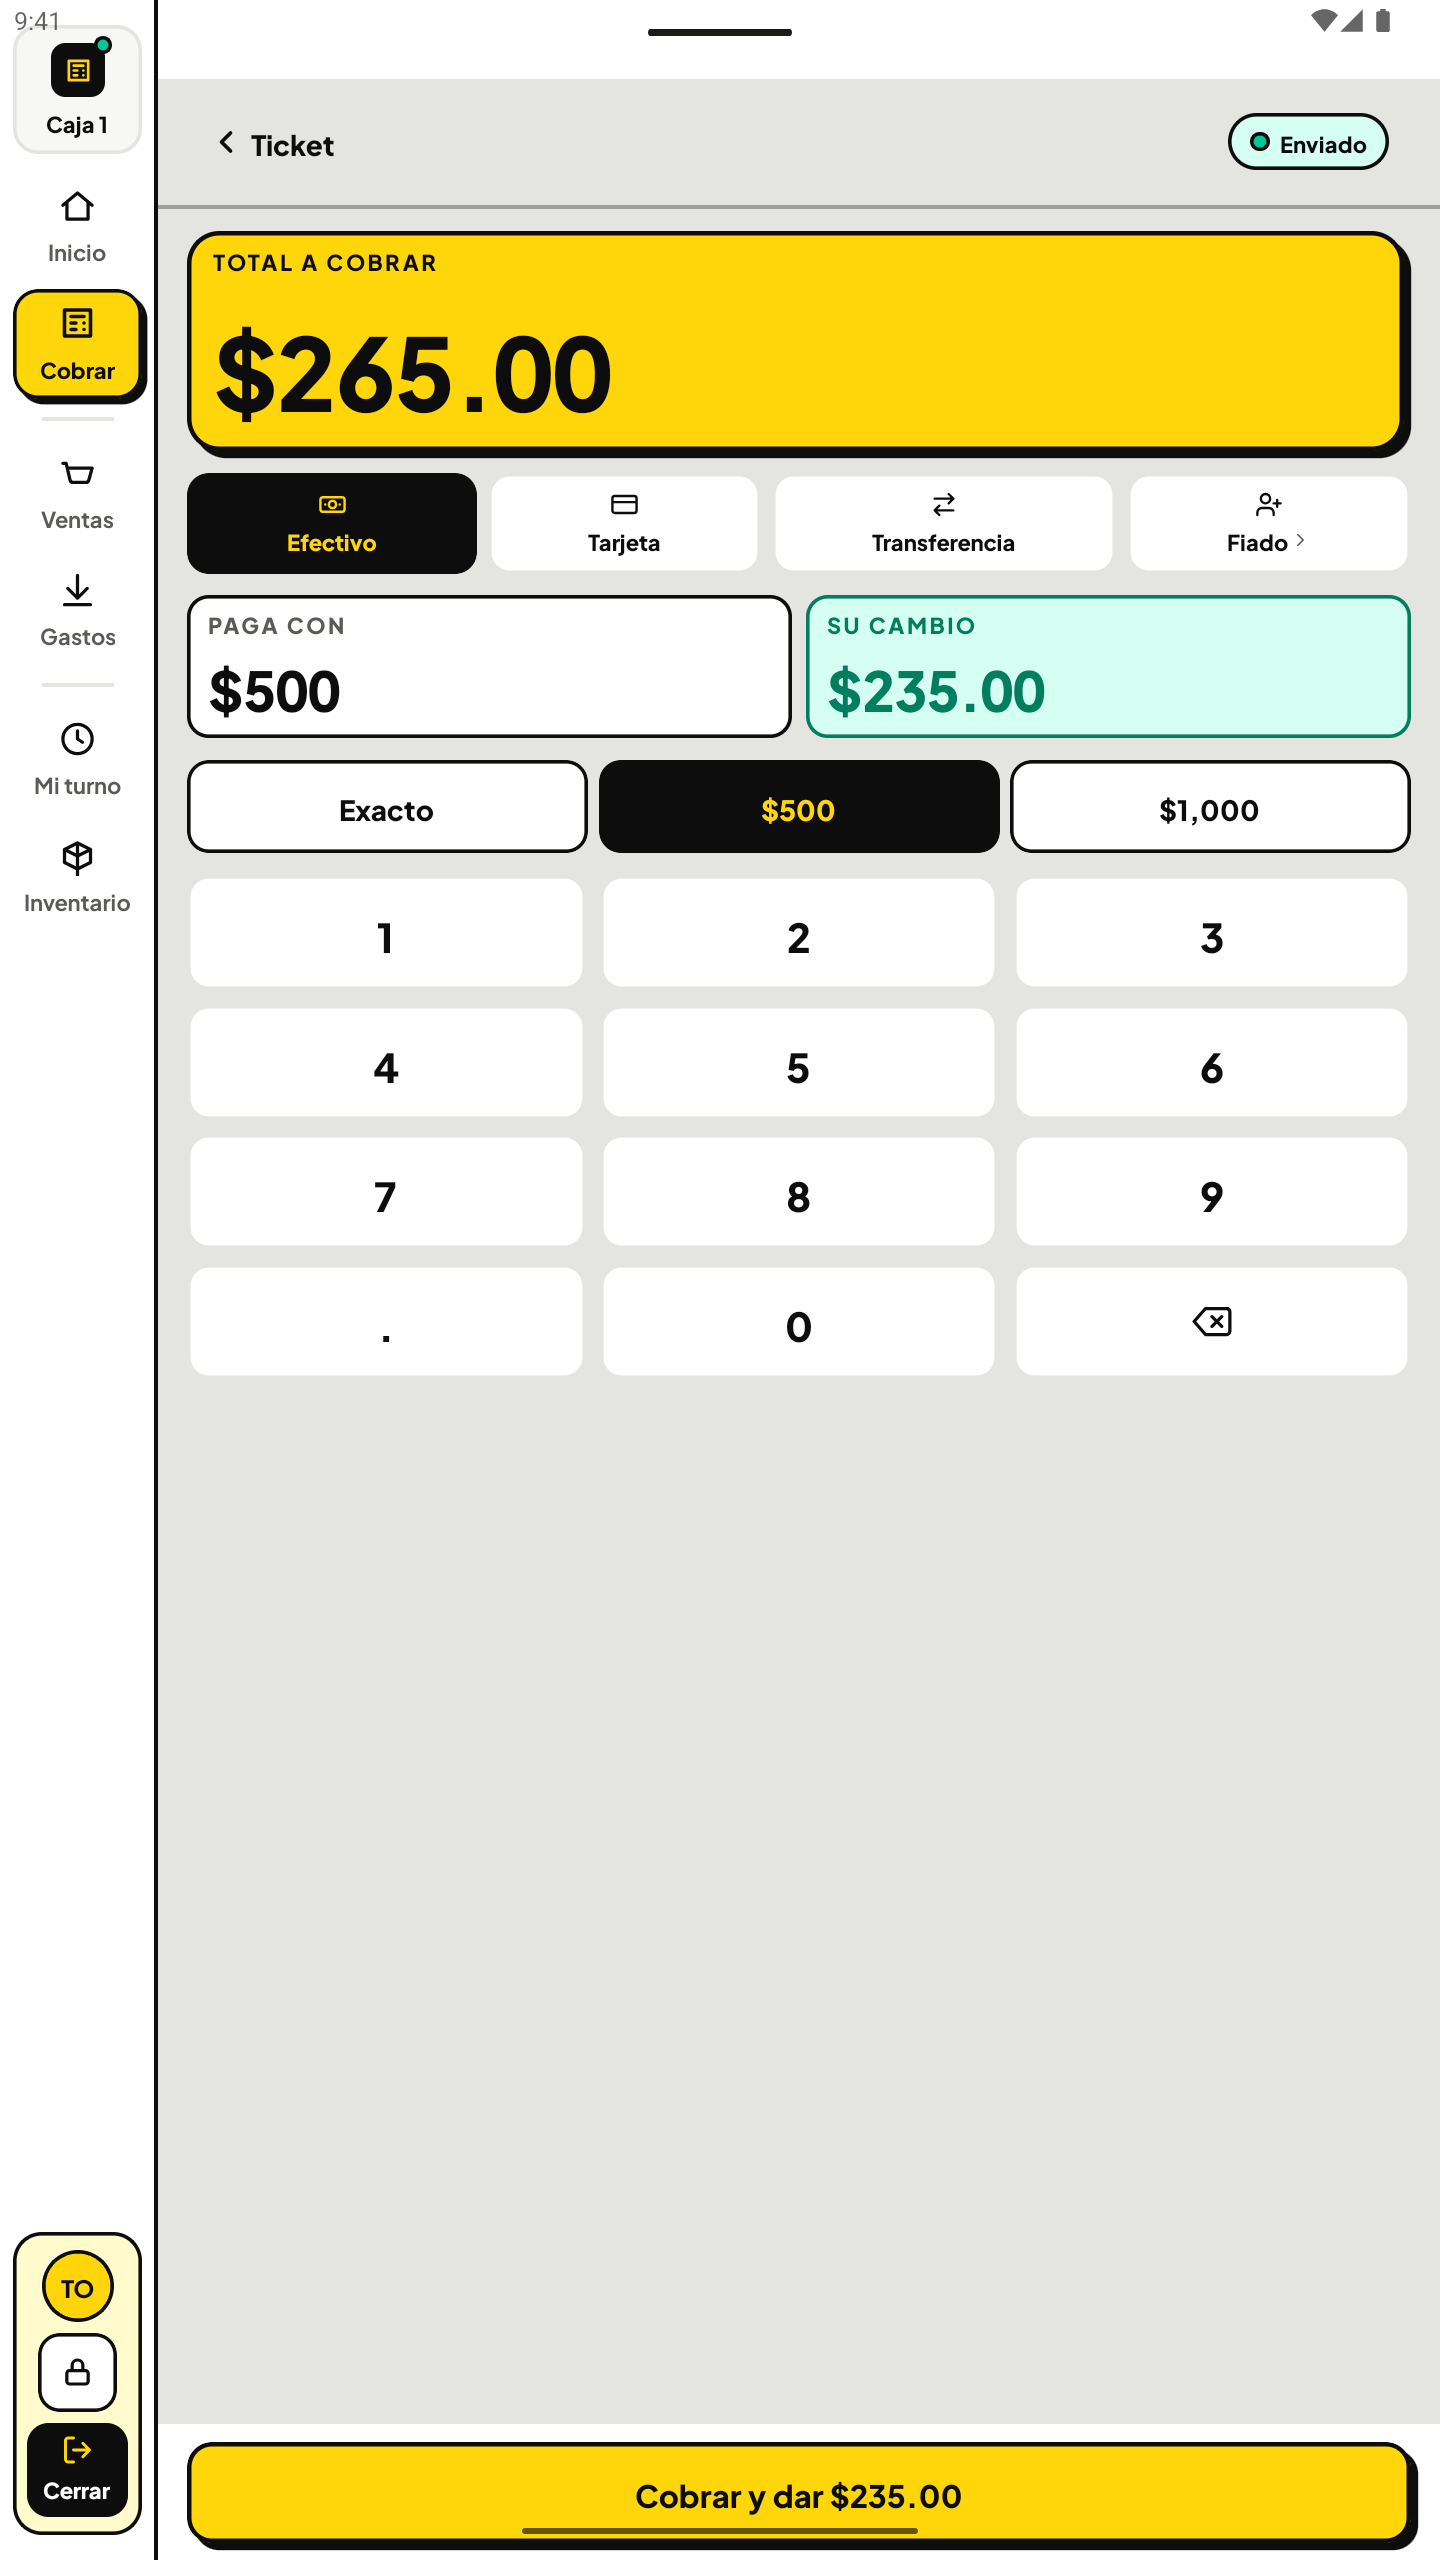 9:41
Caja 1
Inicio
Cobrar
Ventas
Gastos
Mi turno
Inventario
TO
Cerrar
Ticket
Enviado
TOTAL A COBRAR
$265.00
Efectivo
Tarjeta
Transferencia
Fiado
PAGA CON
$500
SU CAMBIO
$235.00
Exacto
$500
$1,000
1
2
3
4
5
6
7
8
9
.
0
Cobrar y dar $235.00